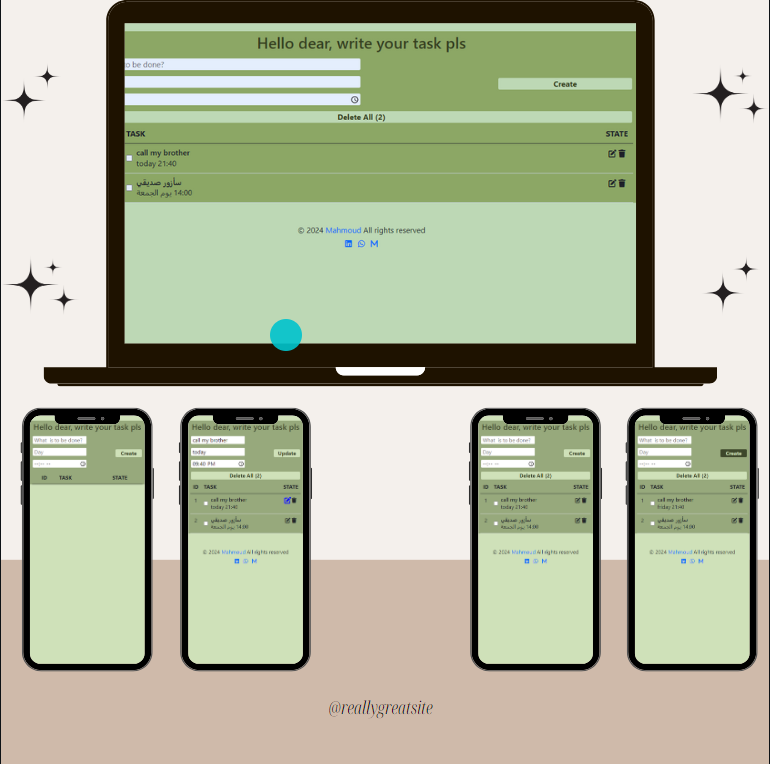 Hello dear, write your task pls
o be done?
Create
Delete All (2)
TASK STATE
call my brother
today 21:40
سأزور صديقي
14:00 يوم الجمعة
© 2024 Mahmoud All rights reserved
Hello dear, write your task pls
What is to be done?
Day
Create
ID TASK STATE
Hello dear, write your task pls
call my brother
today
09:40 PM
Update
Delete All (2)
ID TASK STATE
1 call my brother
today 21:40
2 سأزور صديقي
14:00 يوم الجمعة
© 2024 Mahmoud All rights reserved
Hello dear, write your task pls
What is to be done?
Day
Create
Delete All (2)
ID TASK STATE
1 call my brother
today 21:40
2 سأزور صديقي
14:00 يوم الجمعة
© 2024 Mahmoud All rights reserved
Hello dear, write your task pls
What is to be done?
Day
Create
Delete All (2)
ID TASK STATE
1 call my brother
today 21:40
2 سأزور صديقي
14:00 يوم الجمعة
© 2024 Mahmoud All rights reserved
@reallygreatsite